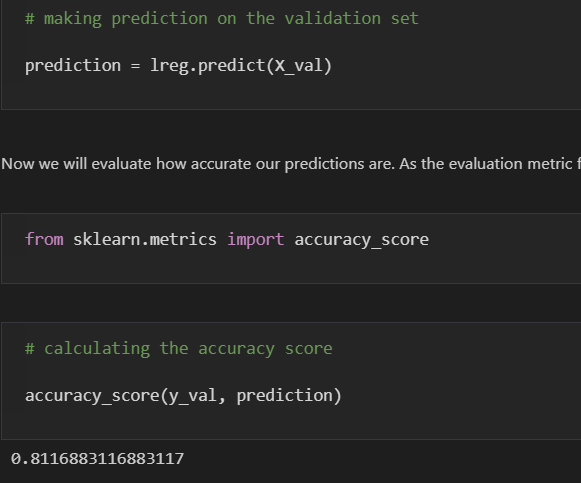 # making prediction on the validation set
prediction = lreg.predict(X_val)
Now we will evaluate how accurate our predictions are. As the evaluation metric f
from sklearn.metrics import accuracy_score
# calculating the accuracy score
accuracy_score(y_val, prediction)
0.8116883116883117